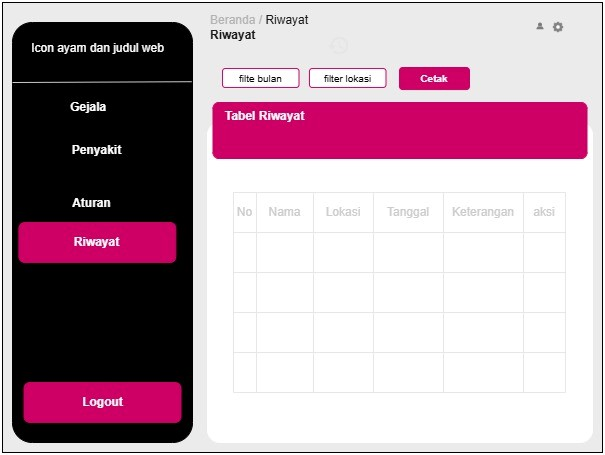 Icon ayam dan judul web
Gejala
Penyakit
Aturan
Riwayat
Logout
Beranda / Riwayat
Riwayat
filte bulan
filter lokasi
Cetak
Tabel Riwayat
No Nama Lokasi Tanggal Keterangan aksi